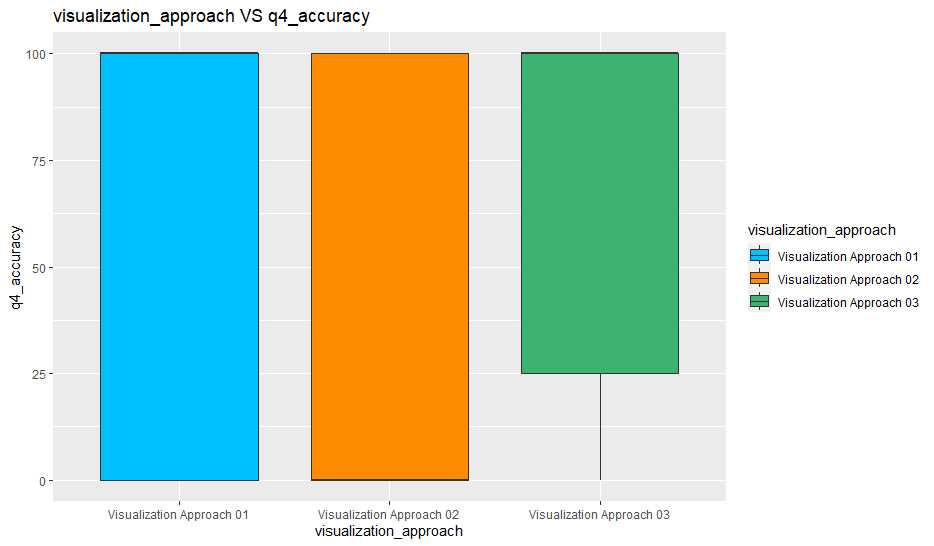 visualization_approach VS q4_accuracy
q4_accuracy
100
75
50
25
0
Visualization Approach 01
Visualization Approach 02
Visualization Approach 03
visualization_approach
visualization_approach
Visualization Approach 01
Visualization Approach 02
Visualization Approach 03